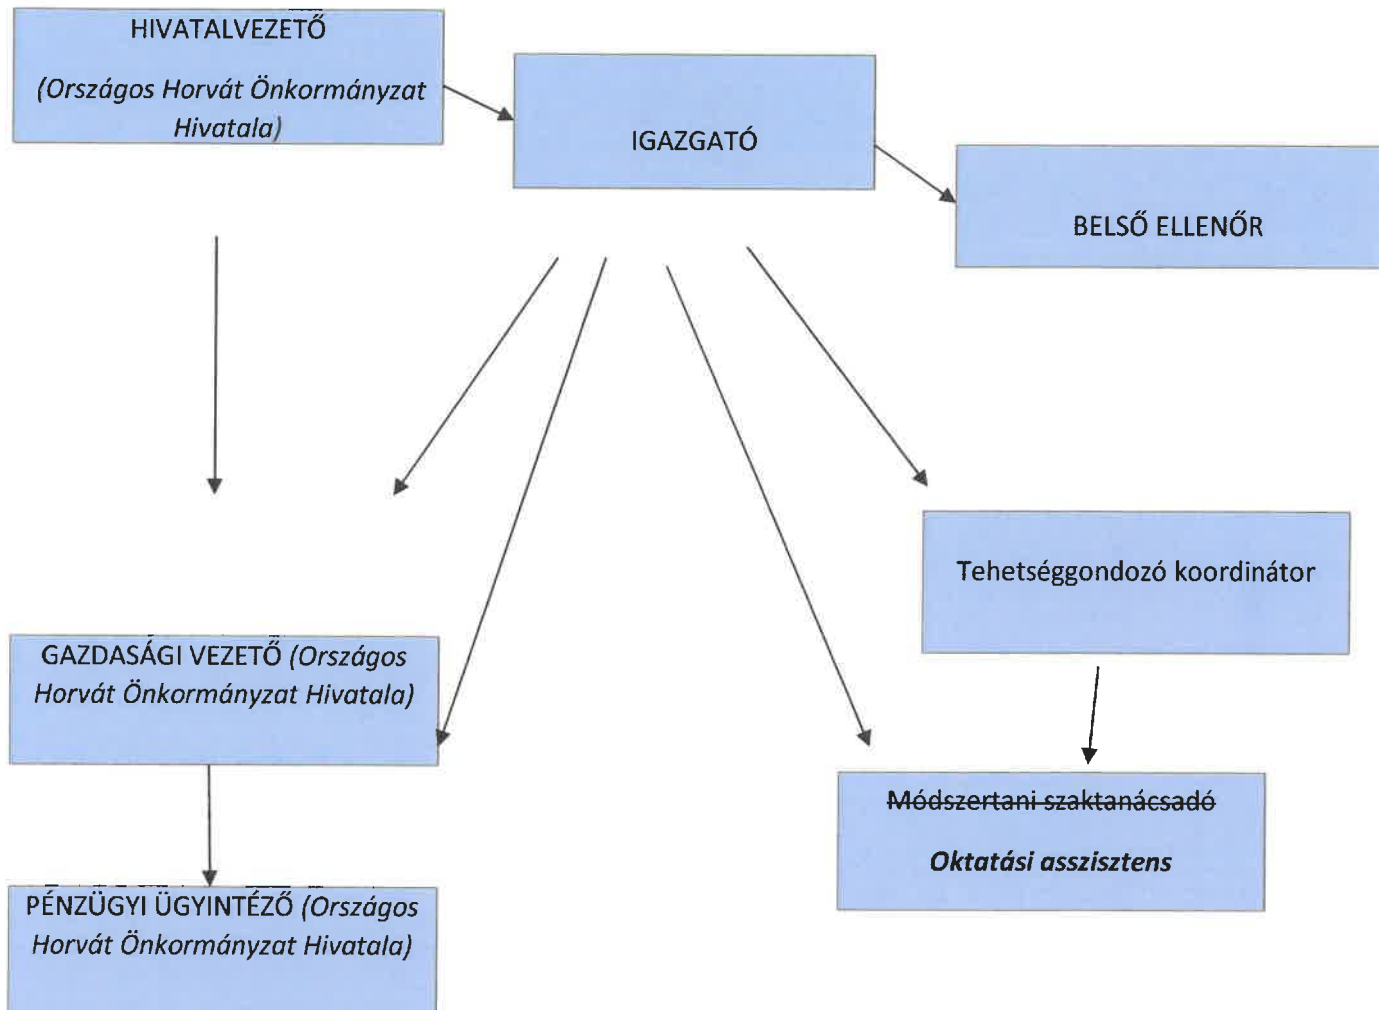 HIVATALVEZETŐ
(Országos Horvát Önkormányzat
Hivatala)
IGAZGATÓ
BELSŐ ELLENŐR
Tehetséggondozó koordinátor
GAZDASÁGI VEZETŐ (Országos
Horvát Önkormányzat Hivatala)
Módszertani szaktanácsadó
Oktatási asszisztens
PÉNZÜGYI ÜGYINTÉZŐ (Országos
Horvát Önkormányzat Hivatala)